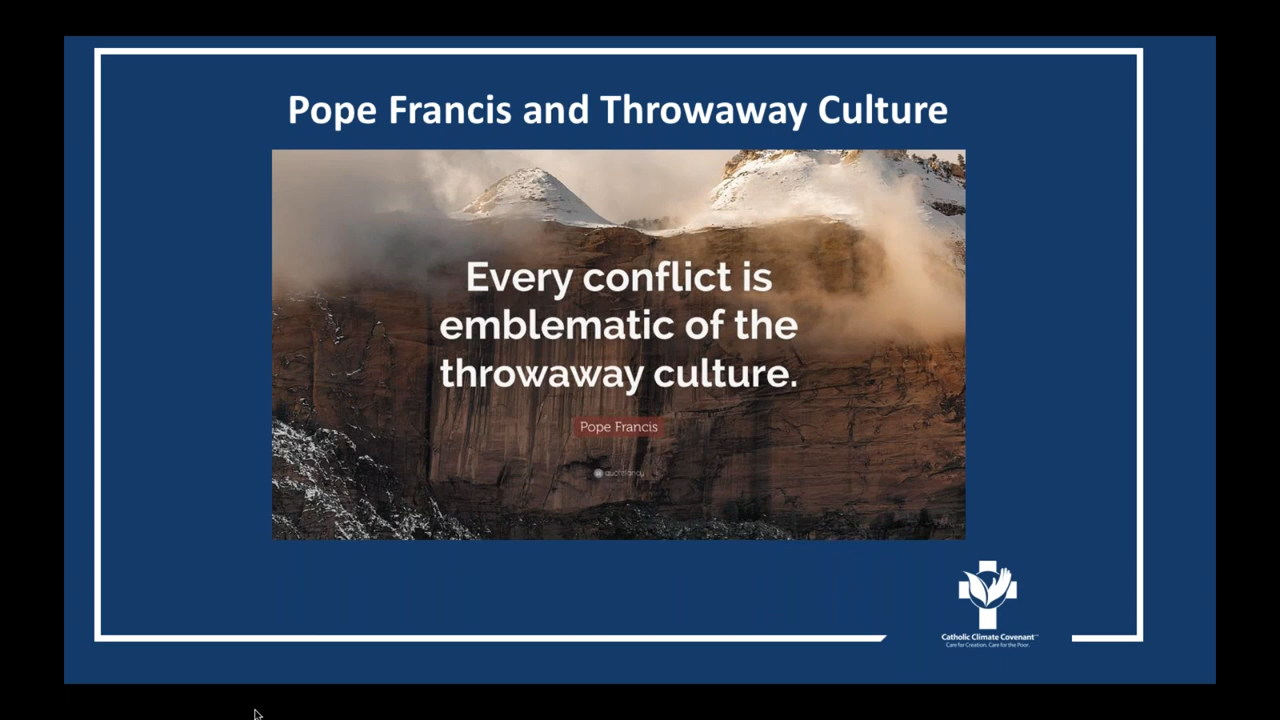 Pope Francis and Throwaway Culture
Every conflict is
emblematic of the
throwaway culture.
Pope Francis
quotefancy
Catholic Climate Covenant℠
Care for Creation. Care for the Poor.